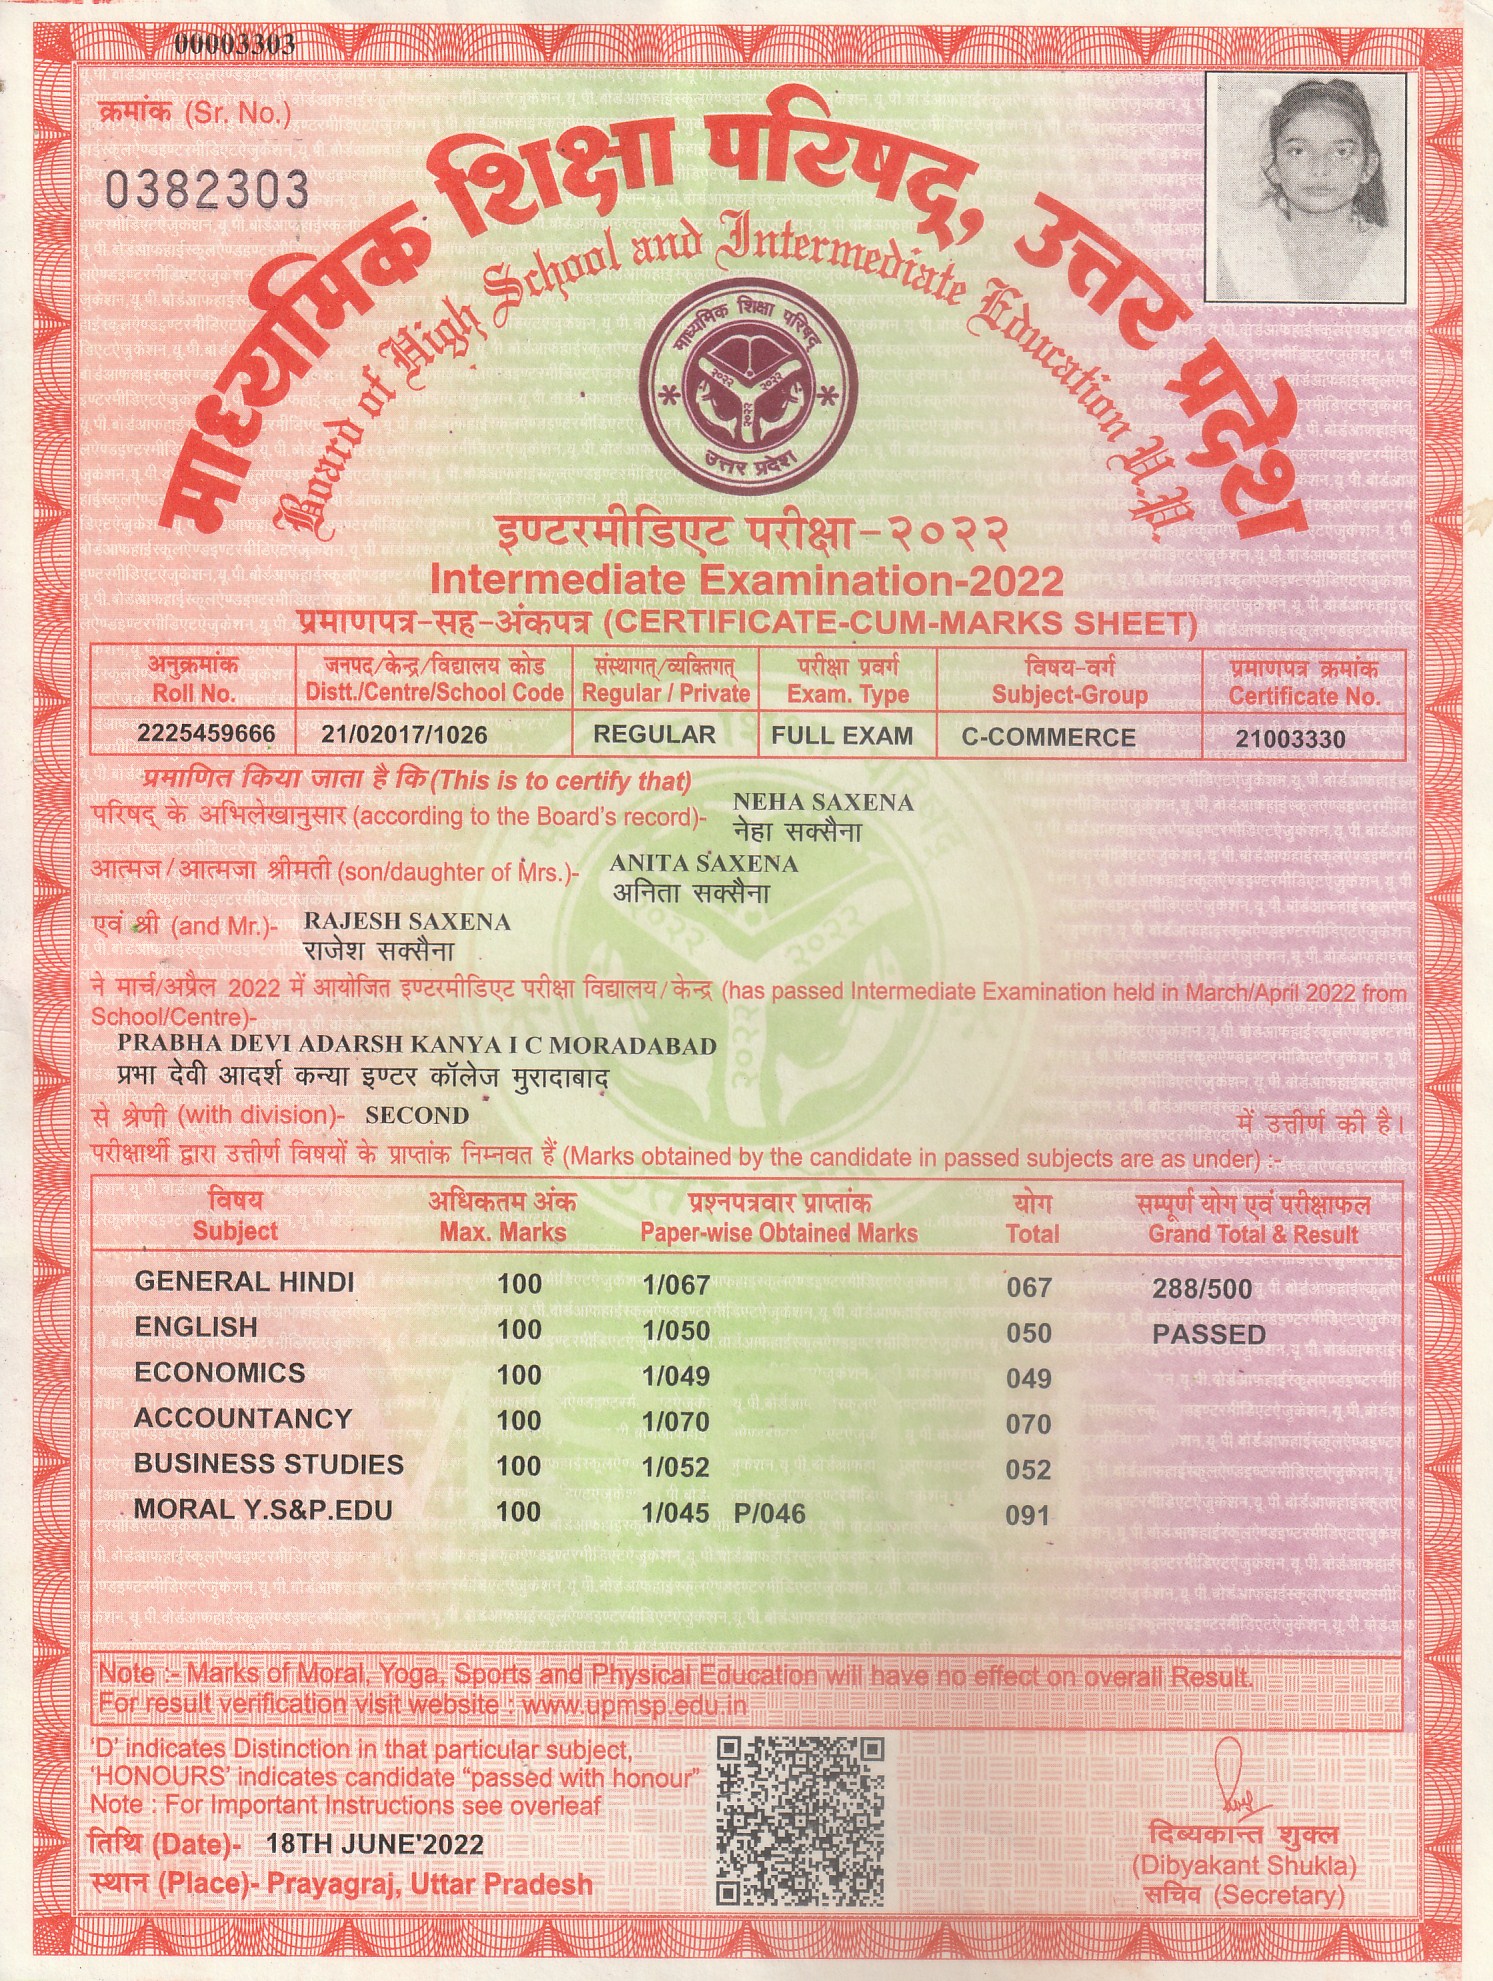 00003303
क्रमांक (Sr. No.)
0382303
माध्यमिक शिक्षा परिषद्, उत्तर प्रदेश
Board of High School and Intermediate Education U.P.
माध्यमिक शिक्षा परिषद्
२०२२ २०२२
२०२२
उत्तर प्रदेश
इण्टरमीडिएट परीक्षा-२०२२
Intermediate Examination-2022
प्रमाणपत्र-सह-अंकपत्र (CERTIFICATE-CUM-MARKS SHEET)
अनुक्रमांक जनपद/केन्द्र/विद्यालय कोड संस्थागत्/व्यक्तिगत् परीक्षा प्रवर्ग विषय-वर्ग प्रमाणपत्र क्रमांक
Roll No. Distt./Centre/School Code Regular / Private Exam. Type Subject-Group Certificate No.
2225459666 21/02017/1026 REGULAR FULL EXAM C-COMMERCE 21003330
प्रमाणित किया जाता है कि (This is to certify that)
NEHA SAXENA
परिषद् के अभिलेखानुसार (according to the Board's record)-
नेहा सक्सैना
ANITA SAXENA
आत्मज/आत्मजा श्रीमती (son/daughter of Mrs.)-
अनिता सक्सैना
एवं श्री (and Mr.)- RAJESH SAXENA
राजेश सक्सैना
ने मार्च/अप्रैल 2022 में आयोजित इण्टरमीडिएट परीक्षा विद्यालय/केन्द्र (has passed Intermediate Examination held in March/April 2022 from
School/Centre)-
PRABHA DEVI ADARSH KANYA I C MORADABAD
प्रभा देवी आदर्श कन्या इण्टर कॉलेज मुरादाबाद
से श्रेणी (with division)- SECOND में उत्तीर्ण की है।
परीक्षार्थी द्वारा उत्तीर्ण विषयों के प्राप्तांक निम्नवत हैं (Marks obtained by the candidate in passed subjects are as under) :-
विषय अधिकतम अंक प्रश्नपत्रवार प्राप्तांक योग सम्पूर्ण योग एवं परीक्षाफल
Subject Max. Marks Paper-wise Obtained Marks Total Grand Total & Result
GENERAL HINDI 100 1/067 067 288/500
ENGLISH 100 1/050 050 PASSED
ECONOMICS 100 1/049 049
ACCOUNTANCY 100 1/070 070
BUSINESS STUDIES 100 1/052 052
MORAL Y.S&P.EDU 100 1/045 P/046 091
Note :- Marks of Moral, Yoga, Sports and Physical Education will have no effect on overall Result.
For result verification visit website : www.upmsp.edu.in
'D' indicates Distinction in that particular subject,
'HONOURS' indicates candidate "passed with honour"
Note : For Important Instructions see overleaf
तिथि (Date)- 18TH JUNE'2022
स्थान (Place)- Prayagraj, Uttar Pradesh
दिब्यकान्त शुक्ल
(Dibyakant Shukla)
सचिव (Secretary)